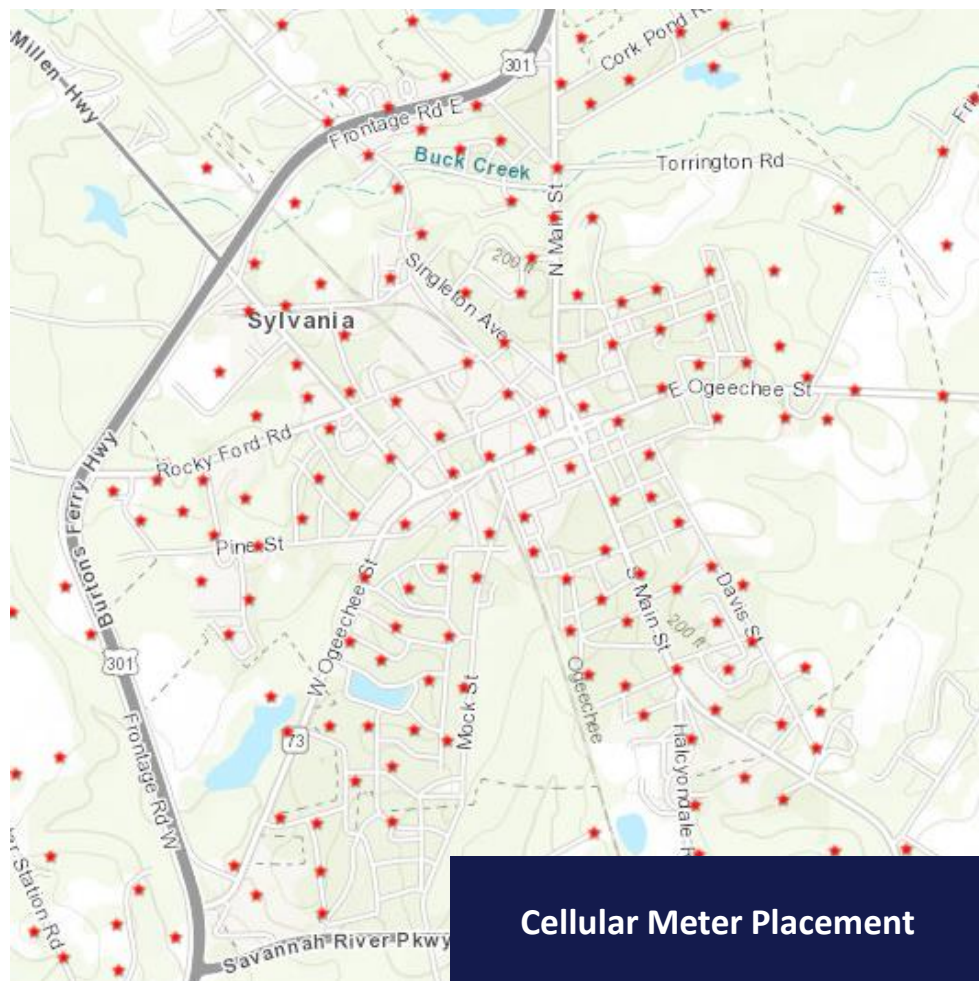 Millen Hwy
301
Cork Pond Rd
Frontage Rd E
Buck Creek
Torrington Rd
N Main St
200 ft
Singleton Ave
Sylvania
E Ogeechee St
Rocky Ford Rd
Burtons Ferry Hwy
Pine St
W Ogeechee St
S Main St
Davis St
200 ft
301
Ogeechee
Mock St
73
Halcyondale R
Frontage Rd W
Station Rd
Savannah River Pkwy
Cellular Meter Placement